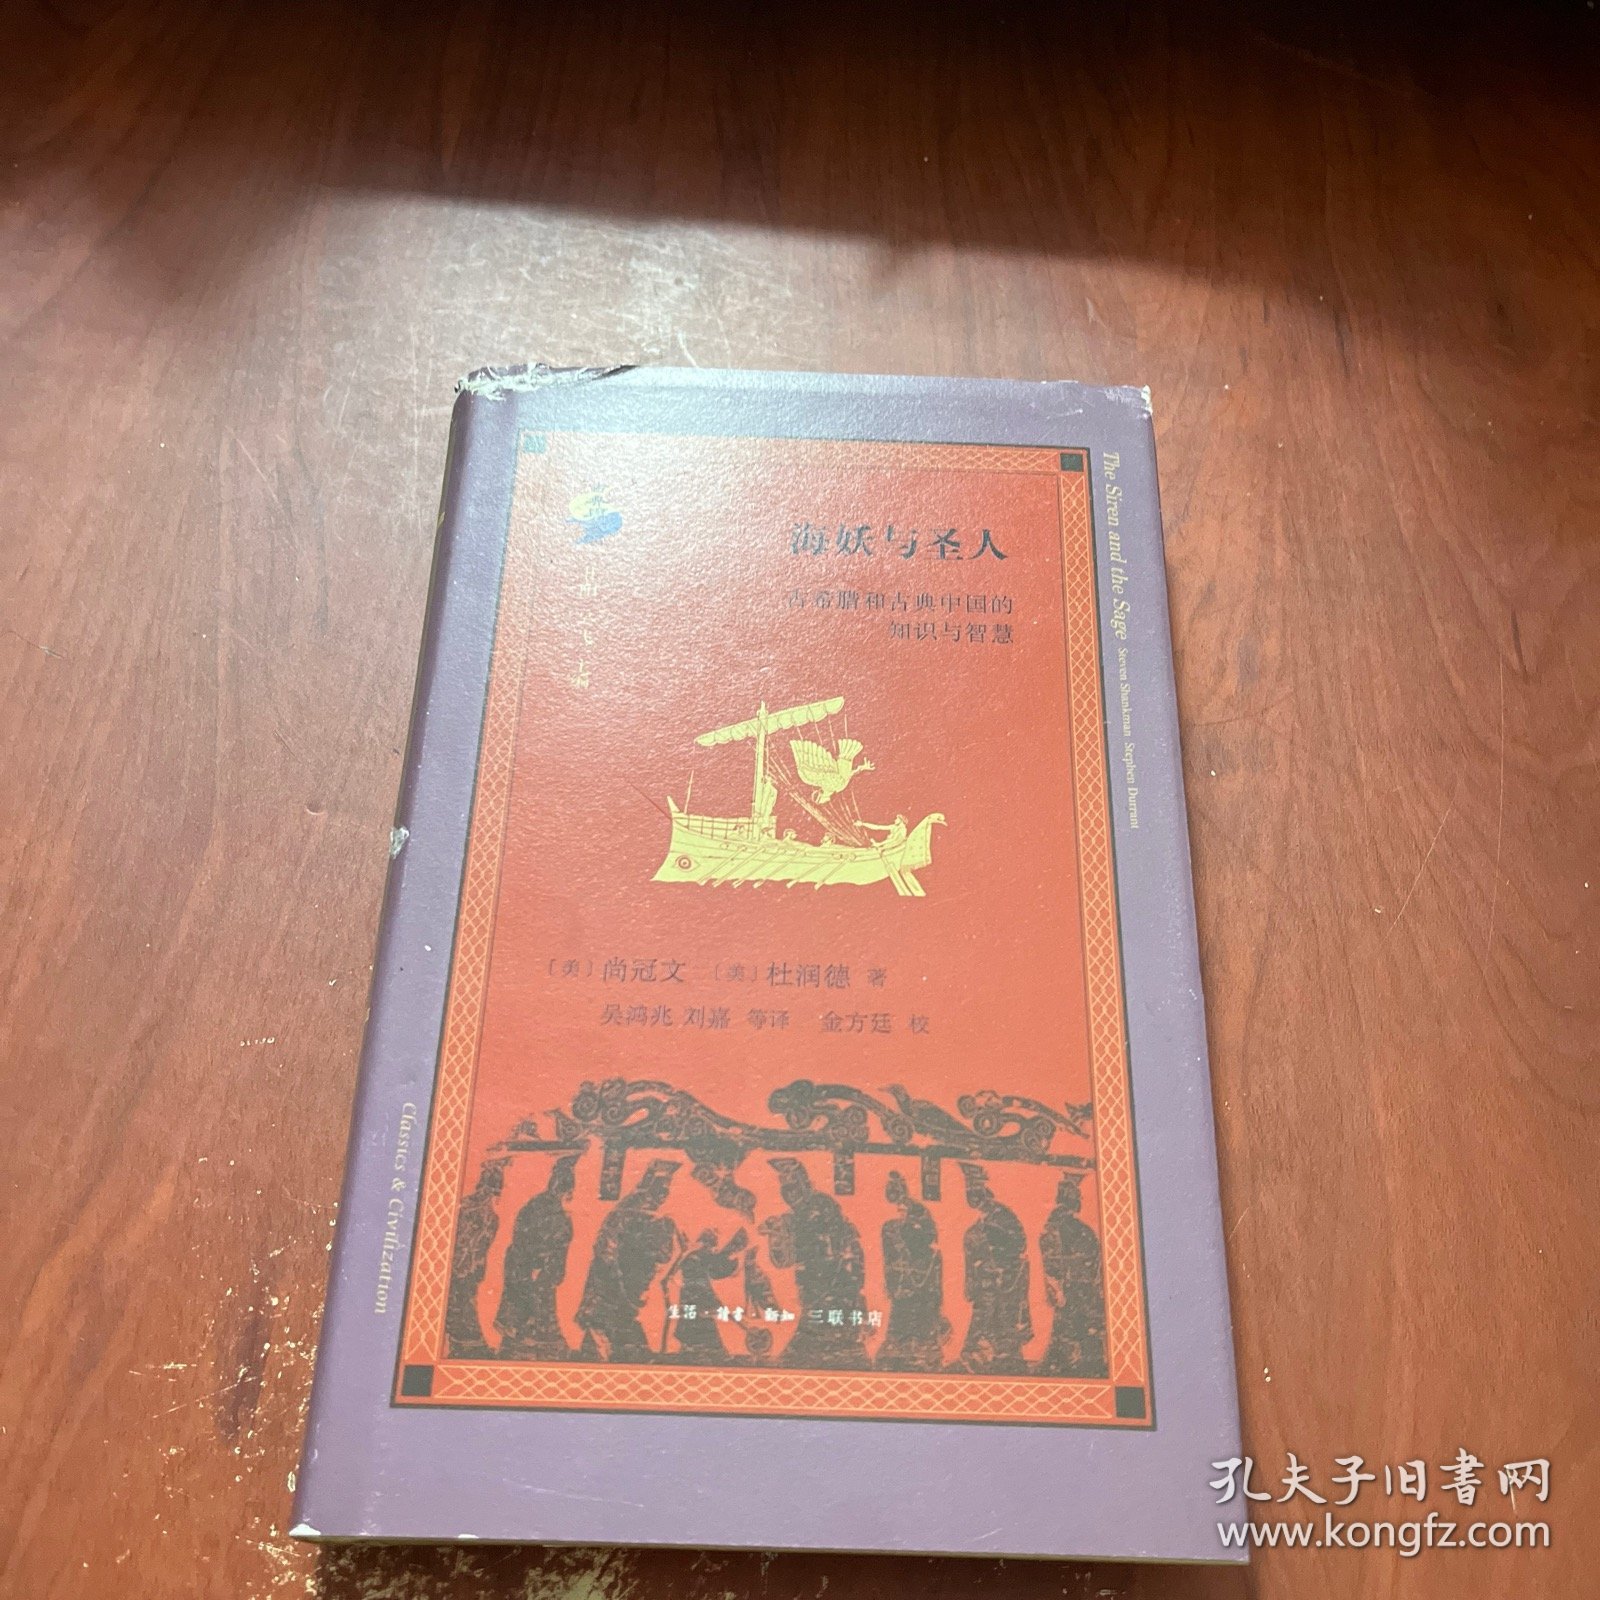 海妖与圣人
古希腊和古典中国的
知识与智慧
The Siren and the Sage Steven Shankman Stephen Durrant
〔美〕尚冠文 〔美〕杜润德 著
吴鸿兆 刘嘉 等译 金方廷 校
Classics & Civilization
生活·读书·新知 三联书店
孔夫子旧书网
www.kongfz.com